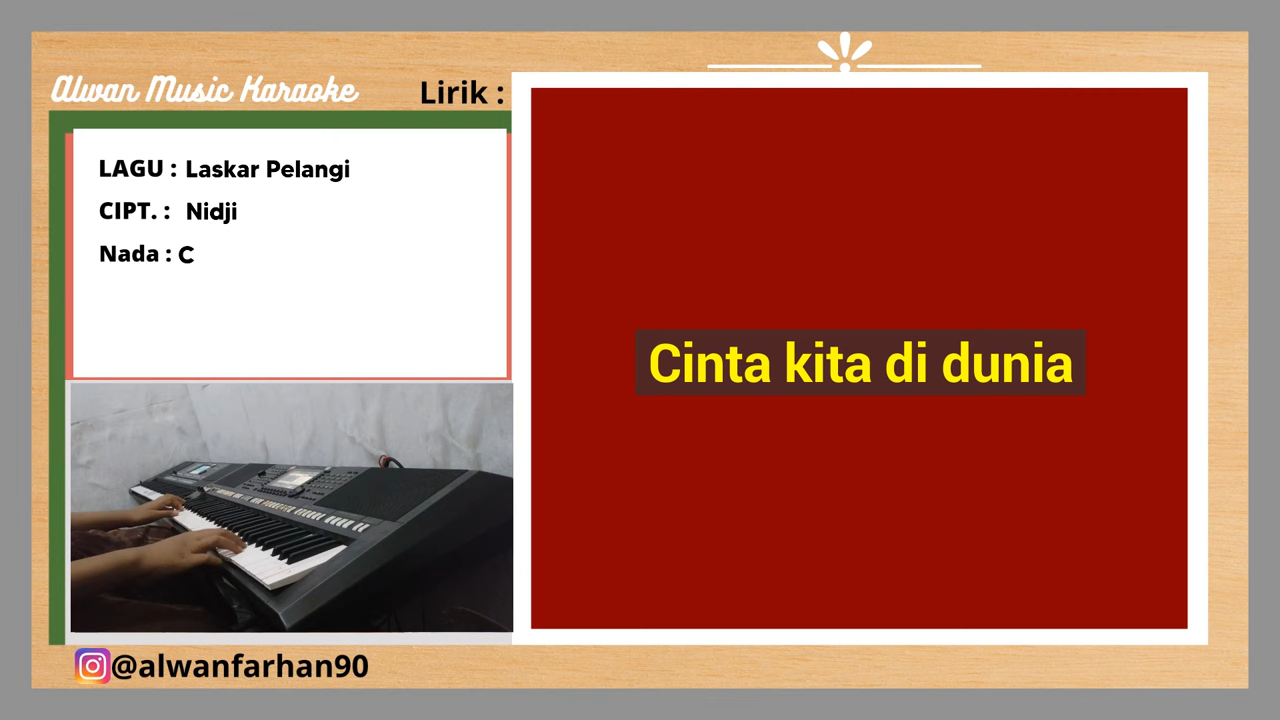 Alwan Music Karaoke
Lirik :
LAGU : Laskar Pelangi
CIPT. : Nidji
Nada : C
Cinta kita di dunia
@alwanfarhan90